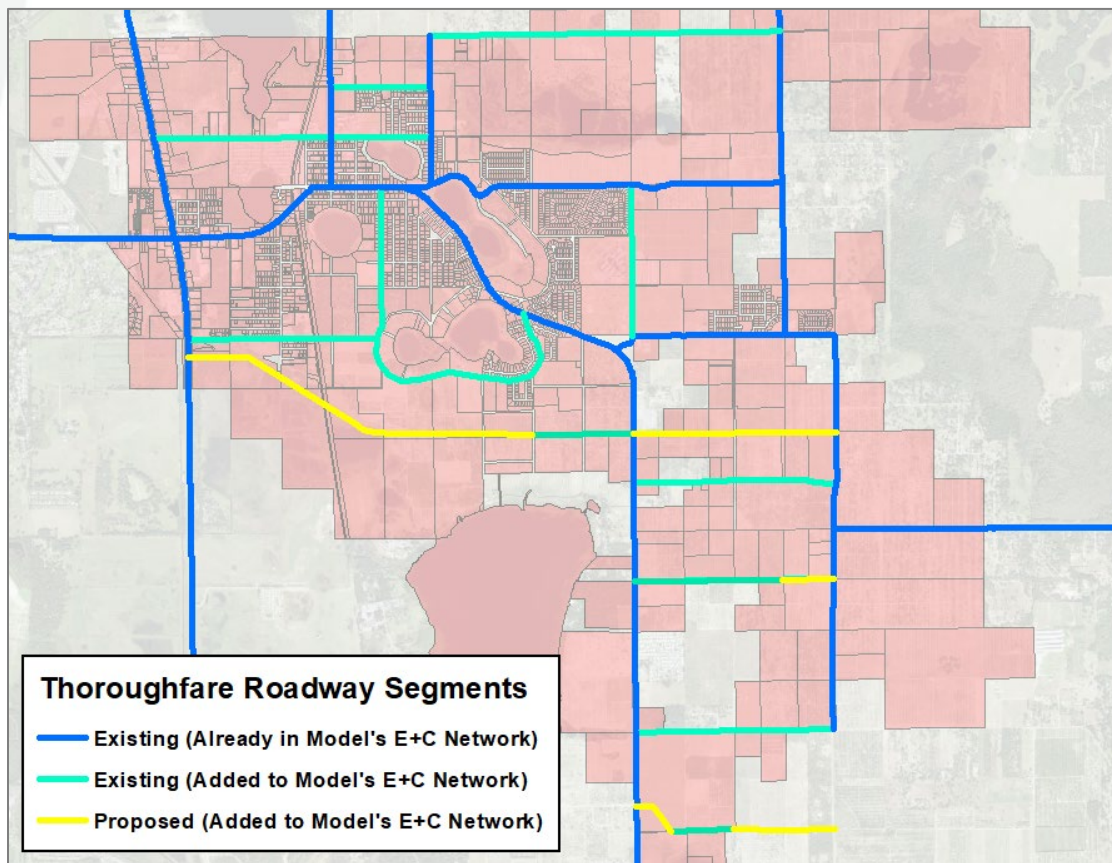 Thoroughfare Roadway Segments
Existing (Already in Model's E+C Network)
Existing (Added to Model's E+C Network)
Proposed (Added to Model's E+C Network)